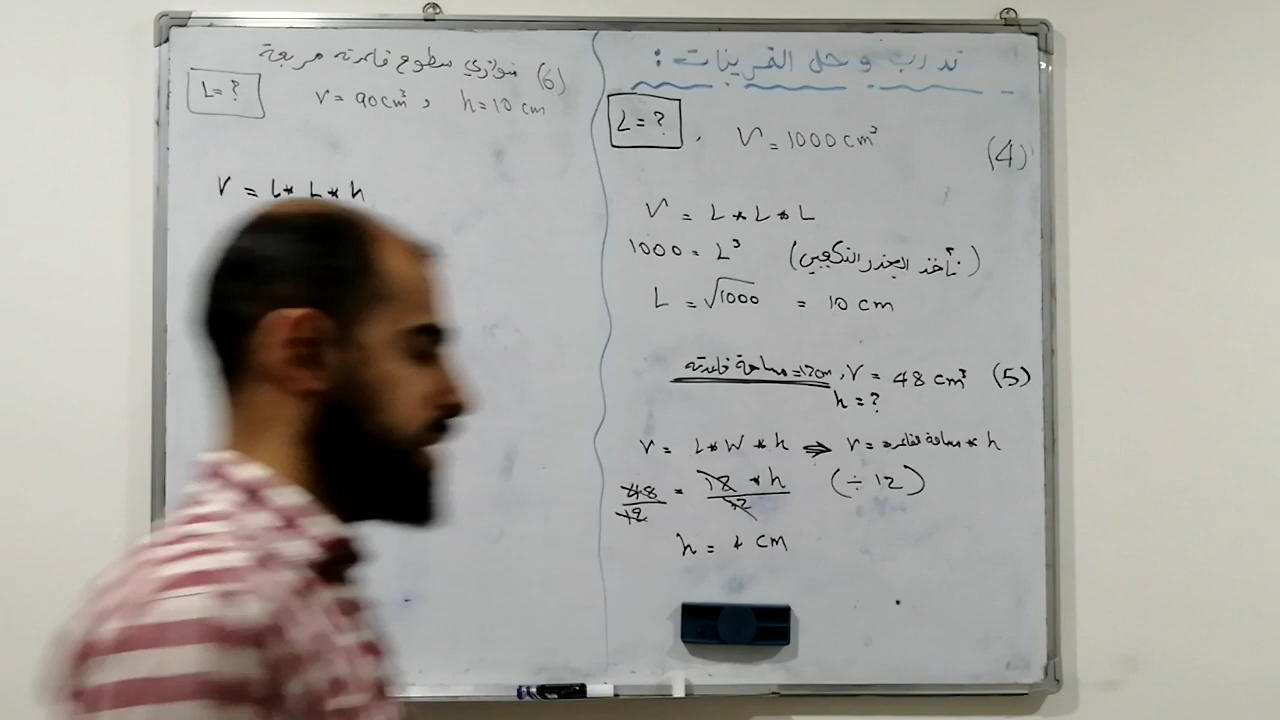 تدرب وحل التمرينات :
(4) V = 1000 cm³ , L = ?
V = L * L * L
1000 = L³ (نأخذ الجذر التكعيبي)
L = √1000 = 10 cm
(5) V = 48 cm³ , مساحة قاعدته = 12cm
h = ?
V = L * W * h ⇒ V = مساحة القاعدة * h
48/12 = 12 * h/12 (÷ 12)
h = 4 cm
(6) متوازي سطوح قاعدته مربعة
L = ? V = 90 cm³ , h = 10 cm
V = L * L * h